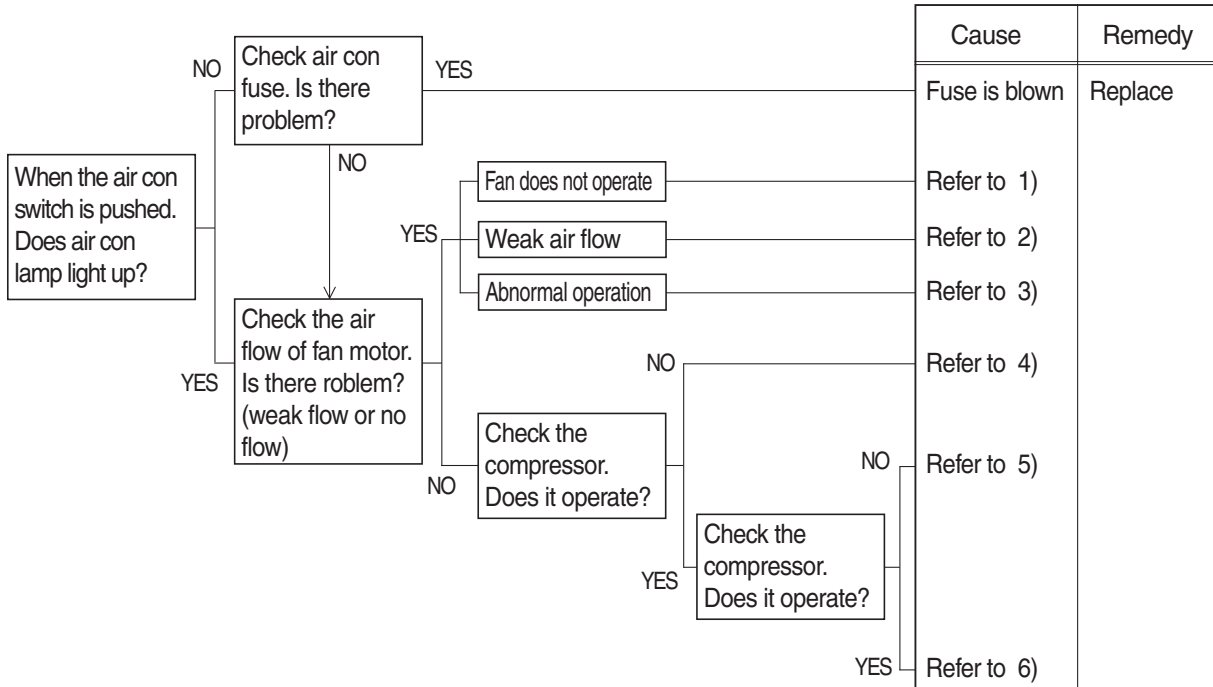 Cause
Remedy
NO
Check air con
fuse. Is there
problem?
YES
Fuse is blown
Replace
NO
When the air con
switch is pushed.
Does air con
lamp light up?
YES
Fan does not operate
Refer to 1)
Weak air flow
Refer to 2)
Abnormal operation
Refer to 3)
YES
Check the air
flow of fan motor.
Is there roblem?
(weak flow or no
flow)
NO
Refer to 4)
NO
Check the
compressor.
Does it operate?
NO
Refer to 5)
YES
Check the
compressor.
Does it operate?
YES
Refer to 6)